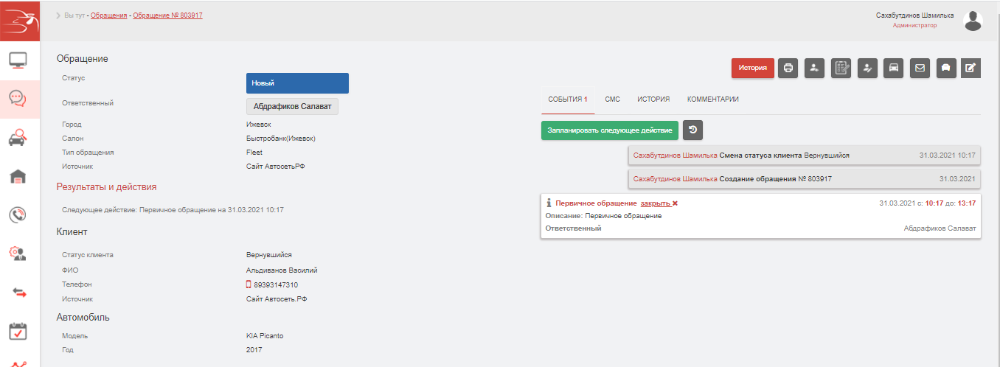 Вы тут - Обращения - Обращение № 803917
Сахабутдинов Шамилька
Администратор
Обращение
Статус
Новый
Ответственный
Абдрафиков Салават
Город
Ижевск
Салон
Быстробанк(Ижевск)
Тип обращения
Fleet
Источник
Сайт АвтосетьРФ
Результаты и действия
Следующее действие: Первичное обращение на 31.03.2021 10:17
Клиент
Статус клиента
Вернувшийся
ФИО
Альдиванов Василий
Телефон
89393147310
Источник
Сайт Автосеть.РФ
Автомобиль
Модель
KIA Picanto
Год
2017
История
СОБЫТИЯ 1 СМС ИСТОРИЯ КОММЕНТАРИИ
Запланировать следующее действие
Сахабутдинов Шамилька Смена статуса клиента Вернувшийся 31.03.2021 10:17
Сахабутдинов Шамилька Создание обращения № 803917 31.03.2021
Первичное обращение закрыть 31.03.2021 с: 10:17 до: 13:17
Описание: Первичное обращение
Ответственный Абдрафиков Салават